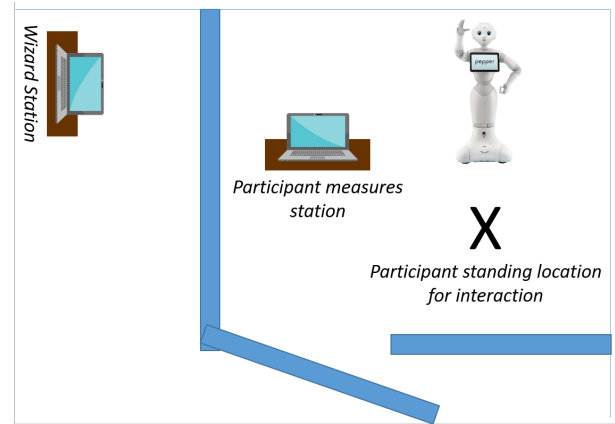 Wizard Station
pepper
Participant measures
station
X
Participant standing location
for interaction